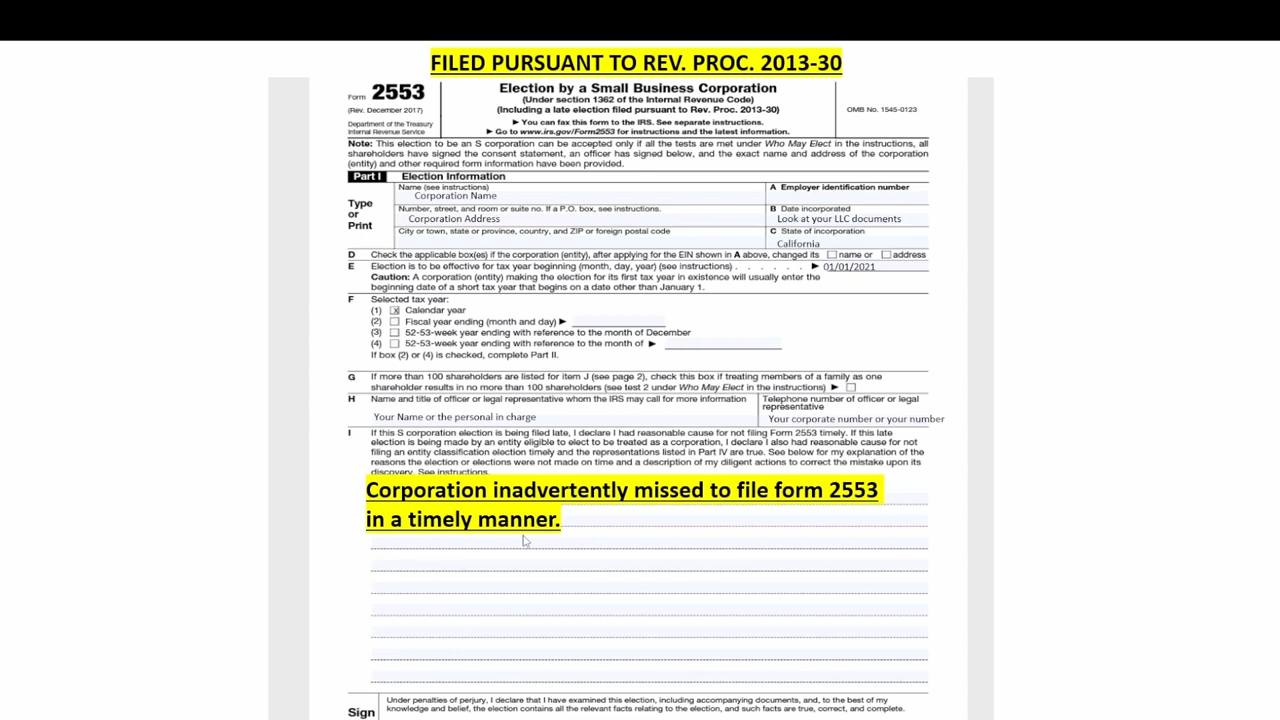 FILED PURSUANT TO REV. PROC. 2013-30
Form 2553
(Rev. December 2017)
Department of the Treasury
Internal Revenue Service
Election by a Small Business Corporation
(Under section 1362 of the Internal Revenue Code)
(Including a late election filed pursuant to Rev. Proc. 2013-30)
▶ You can fax this form to the IRS. See separate instructions.
▶ Go to www.irs.gov/Form2553 for instructions and the latest information.
OMB No. 1545-0123
Note: This election to be an S corporation can be accepted only if all the tests are met under Who May Elect in the instructions, all
shareholders have signed the consent statement, an officer has signed below, and the exact name and address of the corporation
(entity) and other required form information have been provided.
Part I Election Information
Type
or
Print
Name (see instructions)
Corporation Name
A Employer identification number
Number, street, and room or suite no. If a P.O. box, see instructions.
Corporation Address
B Date incorporated
Look at your LLC documents
City or town, state or province, country, and ZIP or foreign postal code
C State of incorporation
California
D Check the applicable box(es) if the corporation (entity), after applying for the EIN shown in A above, changed its name or address
E Election is to be effective for tax year beginning (month, day, year) (see instructions) . . . . . . ▶ 01/01/2021
Caution: A corporation (entity) making the election for its first tax year in existence will usually enter the
beginning date of a short tax year that begins on a date other than January 1.
F Selected tax year:
(1) x Calendar year
(2) Fiscal year ending (month and day) ▶
(3) 52-53-week year ending with reference to the month of December
(4) 52-53-week year ending with reference to the month of ▶
If box (2) or (4) is checked, complete Part II.
G If more than 100 shareholders are listed for item J (see page 2), check this box if treating members of a family as one
shareholder results in no more than 100 shareholders (see test 2 under Who May Elect in the instructions) ▶
H Name and title of officer or legal representative whom the IRS may call for more information
Your Name or the personal in charge
Telephone number of officer or legal
representative
Your corporate number or your number
I If this S corporation election is being filed late, I declare I had reasonable cause for not filing Form 2553 timely. If this late
election is being made by an entity eligible to elect to be treated as a corporation, I declare I also had reasonable cause for not
filing an entity classification election timely and the representations listed in Part IV are true. See below for my explanation of the
reasons the election or elections were not made on time and a description of my diligent actions to correct the mistake upon its
discovery. See instructions.
Corporation inadvertently missed to file form 2553
in a timely manner.
Sign
Under penalties of perjury, I declare that I have examined this election, including accompanying documents, and, to the best of my
knowledge and belief, the election contains all the relevant facts relating to the election, and such facts are true, correct, and complete.